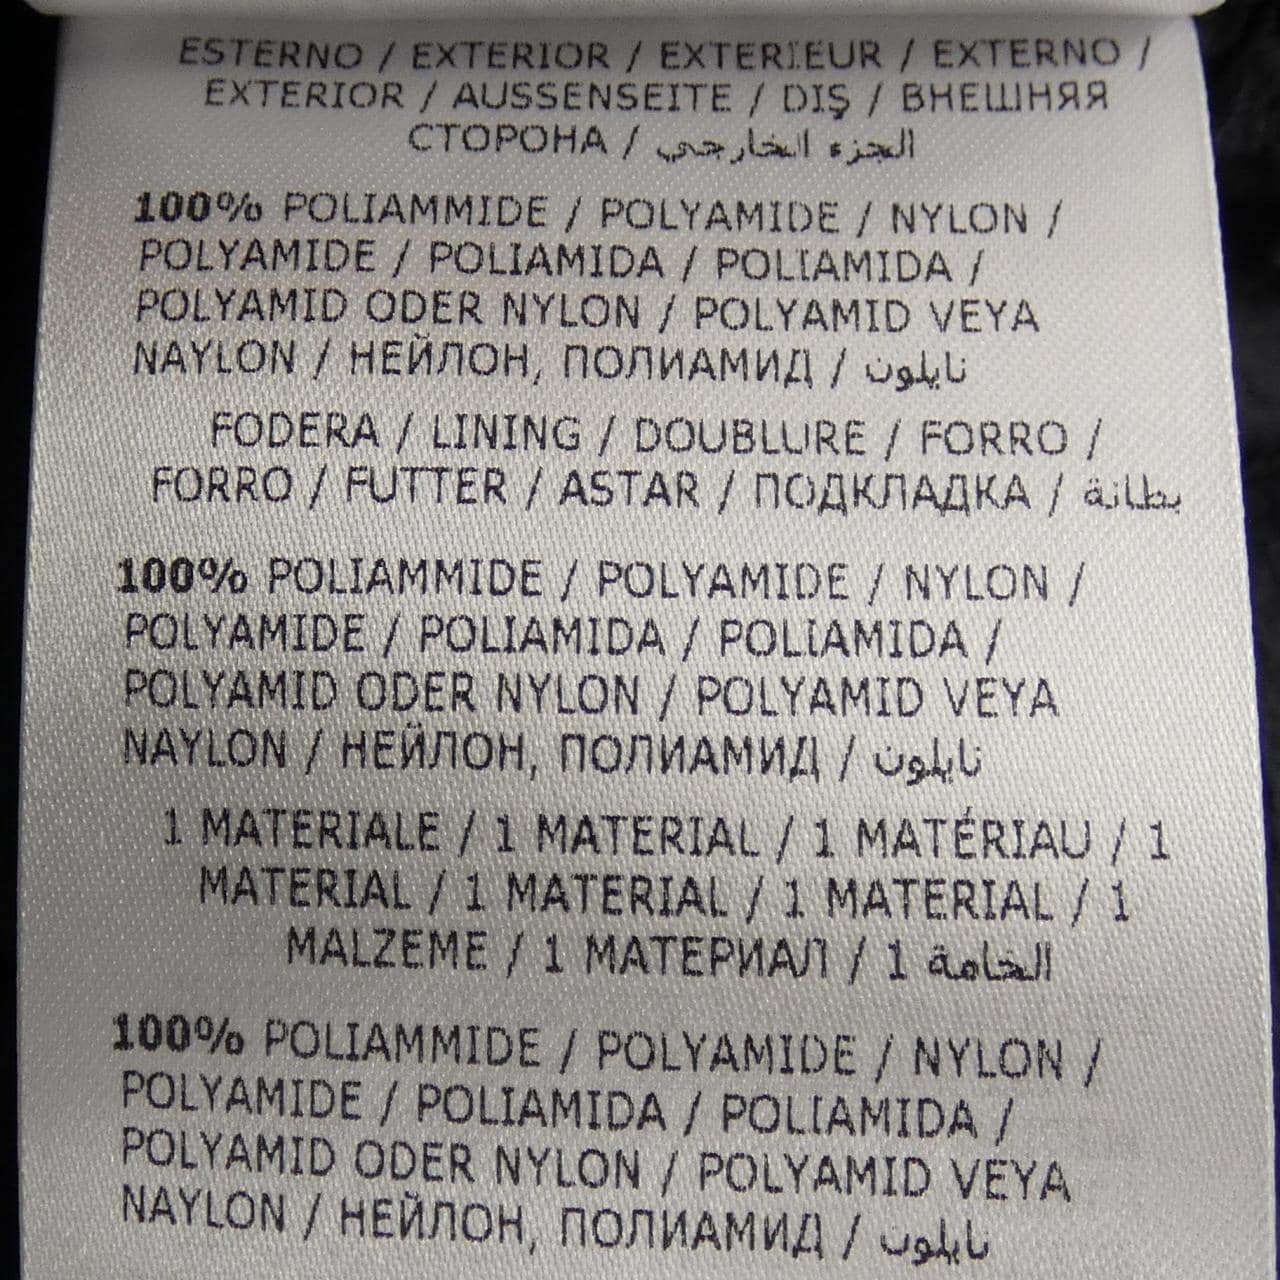 ESTERNO / EXTERIOR / EXTERIEUR / EXTERNO /
EXTERIOR / AUSSENSEITE / DIŞ / ВНЕШНЯЯ
СТОРОНА / الجزء الخارجي
100% POLIAMMIDE / POLYAMIDE / NYLON /
POLYAMIDE / POLIAMIDA / POLIAMIDA /
POLYAMID ODER NYLON / POLYAMID VEYA
NAYLON / НЕЙЛОН, ПОЛИАМИД / نايلون
FODERA / LINING / DOUBLURE / FORRO /
FORRO / FUTTER / ASTAR / ПОДКЛАДКА / بطانة
100% POLIAMMIDE / POLYAMIDE / NYLON /
POLYAMIDE / POLIAMIDA / POLIAMIDA /
POLYAMID ODER NYLON / POLYAMID VEYA
NAYLON / НЕЙЛОН, ПОЛИАМИД / نايلون
1 MATERIALE / 1 MATERIAL / 1 MATÉRIAU / 1
MATERIAL / 1 MATERIAL / 1 MATERIAL / 1
MALZEME / 1 МАТЕРИАЛ / 1 الخامة
100% POLIAMMIDE / POLYAMIDE / NYLON /
POLYAMIDE / POLIAMIDA / POLIAMIDA /
POLYAMID ODER NYLON / POLYAMID VEYA
NAYLON / НЕЙЛОН, ПОЛИАМИД / نايلون